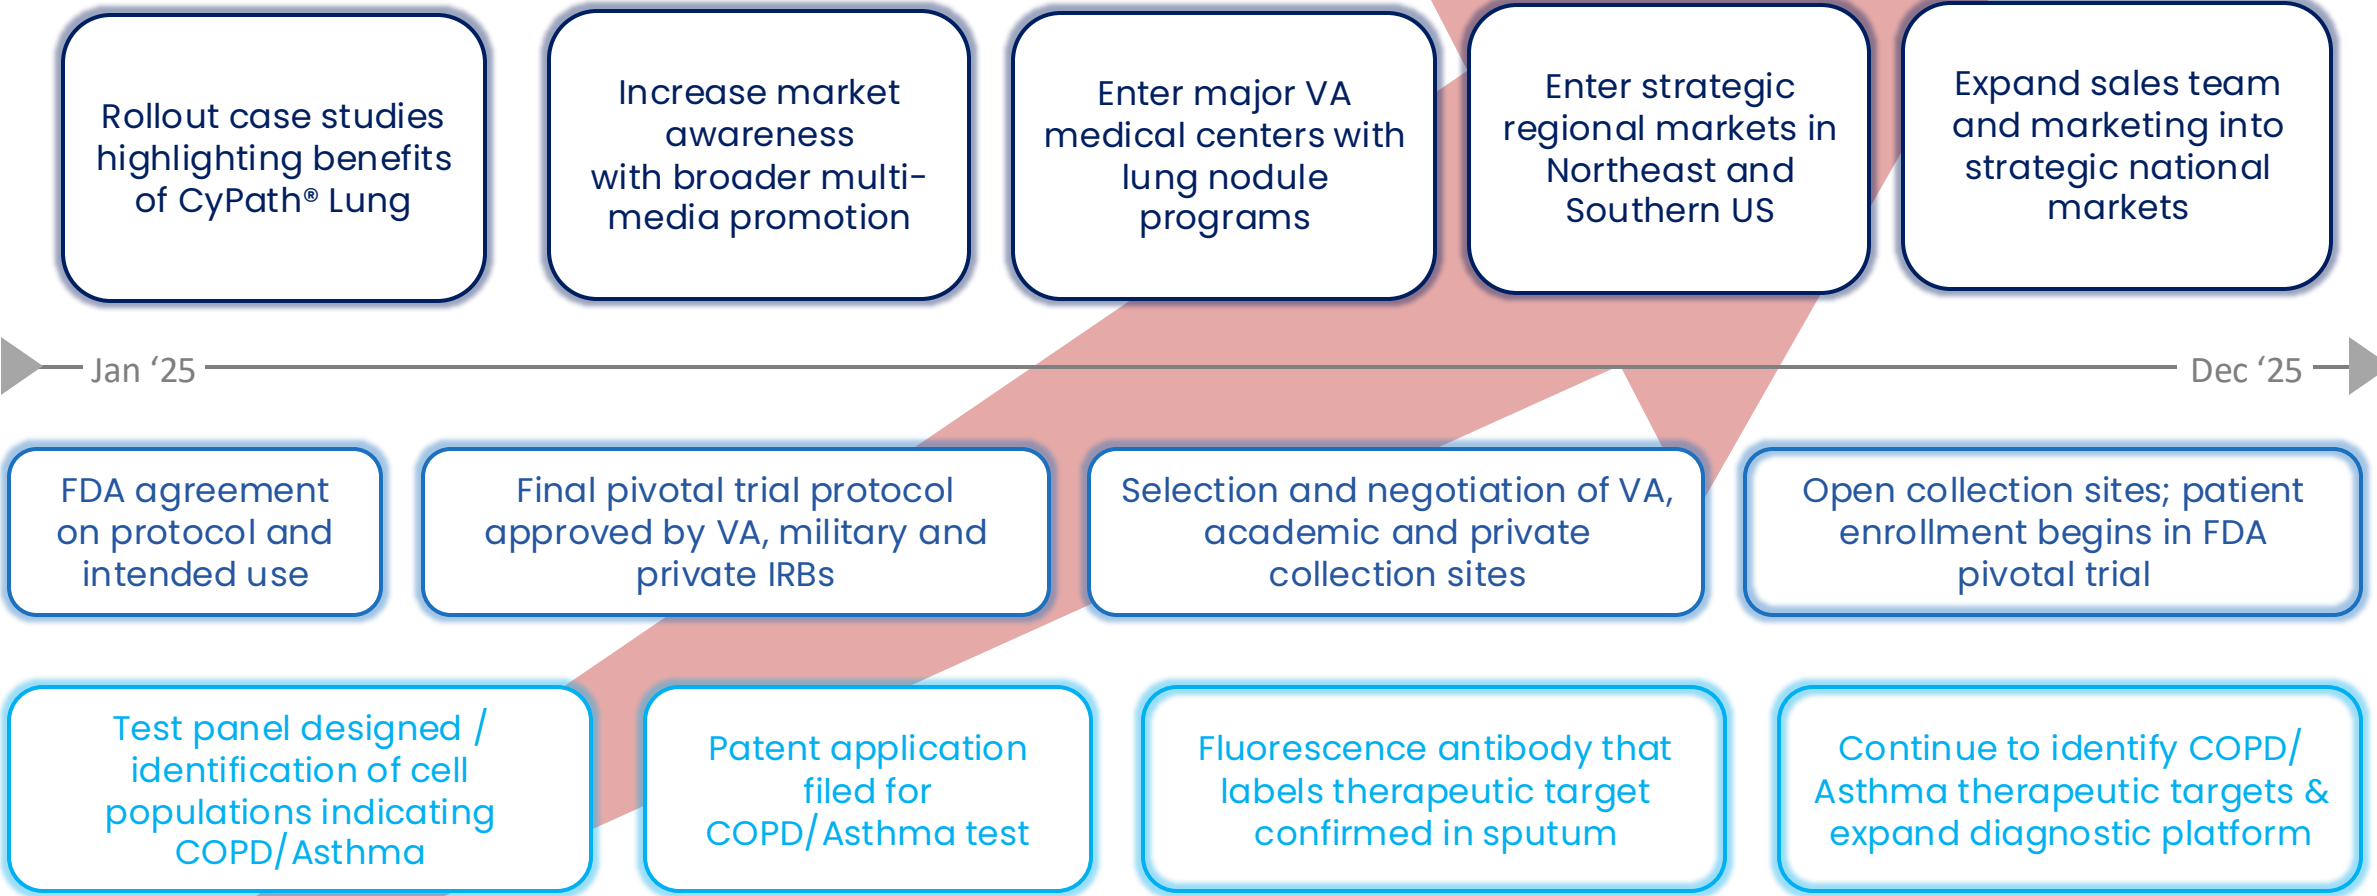 Rollout case studies
highlighting benefits
of CyPath® Lung
Increase market
awareness
with broader multi-
media promotion
Enter major VA
medical centers with
lung nodule
programs
Enter strategic
regional markets in
Northeast and
Southern US
Expand sales team
and marketing into
strategic national
markets
Jan ‘25
Dec ‘25
FDA agreement
on protocol and
intended use
Final pivotal trial protocol
approved by VA, military and
private IRBs
Selection and negotiation of VA,
academic and private
collection sites
Open collection sites; patient
enrollment begins in FDA
pivotal trial
Test panel designed /
identification of cell
populations indicating
COPD/Asthma
Patent application
filed for
COPD/Asthma test
Fluorescence antibody that
labels therapeutic target
confirmed in sputum
Continue to identify COPD/
Asthma therapeutic targets &
expand diagnostic platform